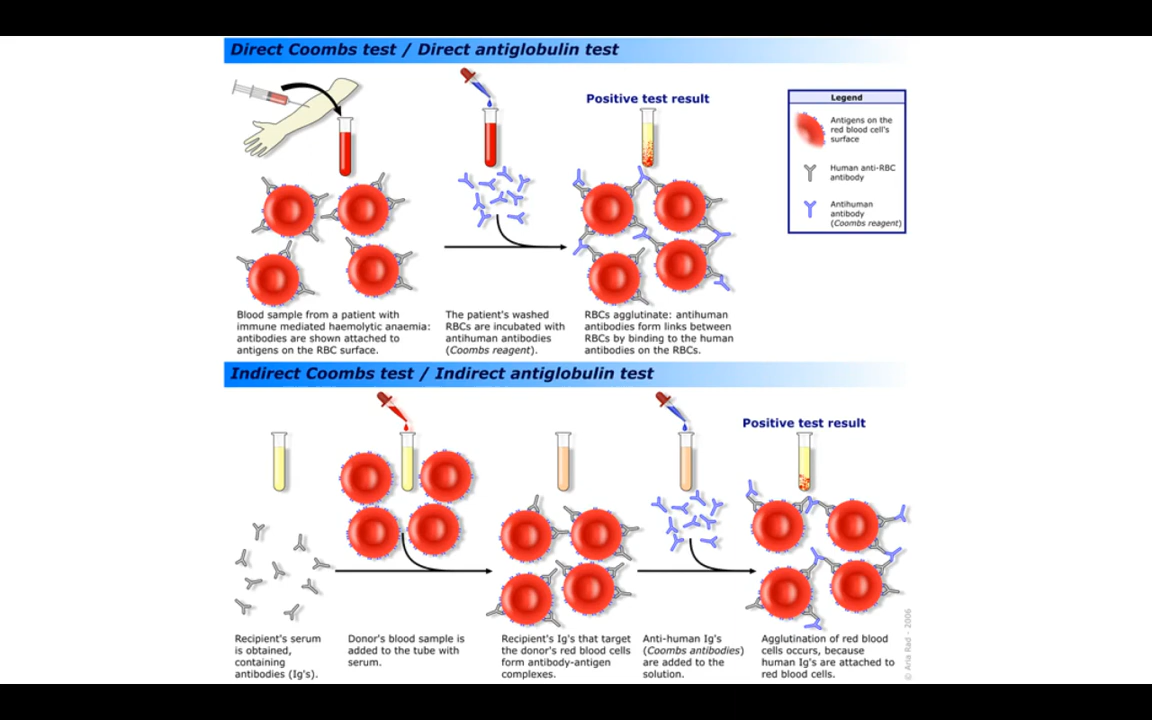 Direct Coombs test / Direct antiglobulin test
Positive test result
Legend
Antigens on the
red blood cell's
surface
Human anti-RBC
antibody
Antihuman
antibody
(Coombs reagent)
Blood sample from a patient with
immune mediated haemolytic anaemia:
antibodies are shown attached to
antigens on the RBC surface.
The patient's washed
RBCs are incubated with
antihuman antibodies
(Coombs reagent).
RBCs agglutinate: antihuman
antibodies form links between
RBCs by binding to the human
antibodies on the RBCs.
Indirect Coombs test / Indirect antiglobulin test
Positive test result
Recipient's serum
is obtained,
containing
antibodies (Ig's).
Donor's blood sample is
added to the tube with
serum.
Recipient's Ig's that target
the donor's red blood cells
form antibody-antigen
complexes.
Anti-human Ig's
(Coombs antibodies)
are added to the
solution.
Agglutination of red blood
cells occurs, because
human Ig's are attached to
red blood cells.
© Aria Rad - 2006